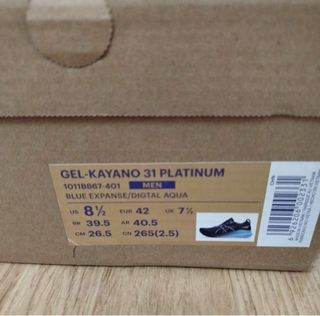 GEL-KAYANO 31 PLATINUM
1011B867-401 MEN
BLUE EXPANSE/DIGTAL AQUA
US 8½ EUR 42 UK 7½
BR 39.5 AR 40.5
CM 26.5 CN 265(2.5)